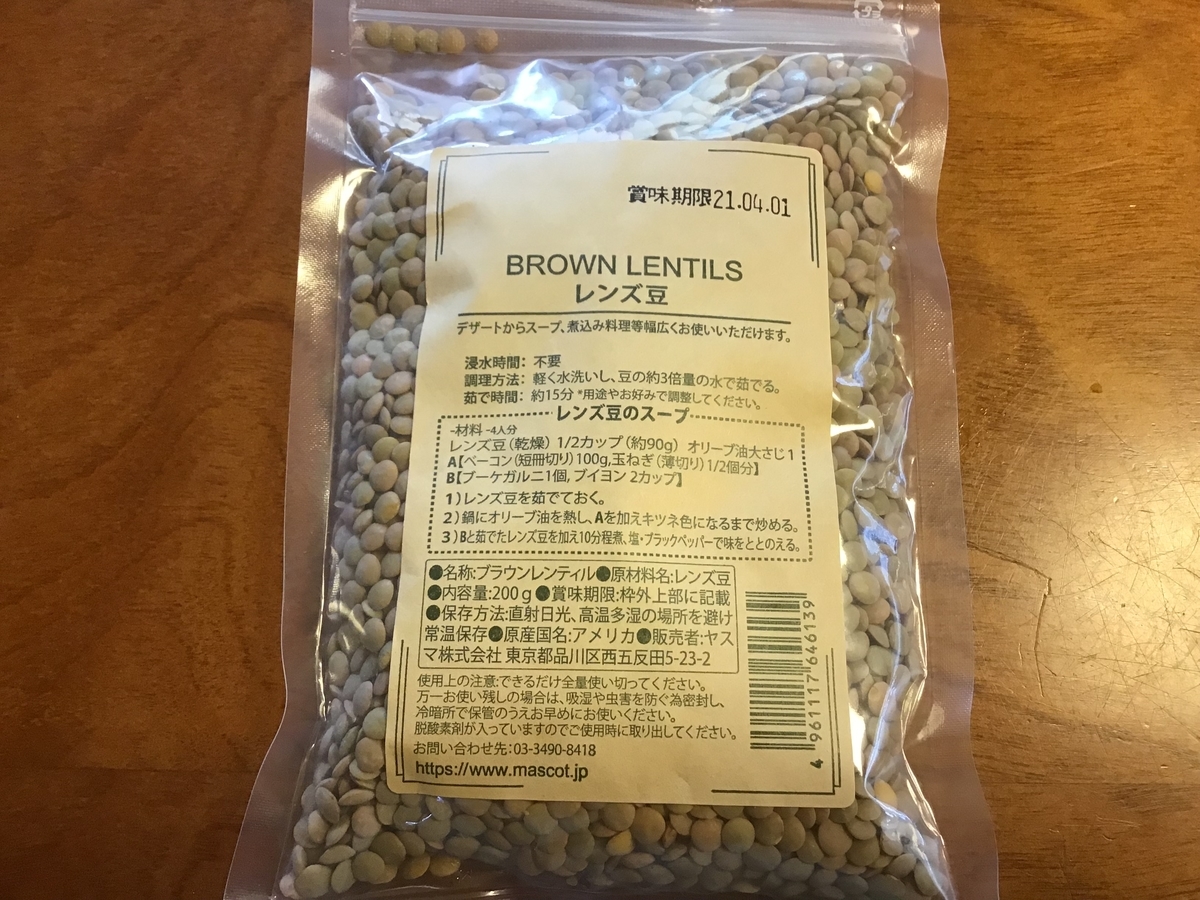 賞味期限21.04.01
BROWN LENTILS
レンズ豆
デザートからスープ、煮込み料理等幅広くお使いいただけます。
浸水時間：不要
調理方法：軽く水洗いし、豆の約3倍量の水で茹でる。
茹で時間：約15分 *用途やお好みで調整してください。
レンズ豆のスープ
-材料 -4人分
レンズ豆（乾燥）1/2カップ（約90g） オリーブ油大さじ1
A【ベーコン（短冊切り）100g,玉ねぎ（薄切り）1/2個分】
B【ブーケガルニ1個, ブイヨン 2カップ】
1）レンズ豆を茹でておく。
2）鍋にオリーブ油を熱し、Aを加えキツネ色になるまで炒める。
3）Bと茹でたレンズ豆を加え10分程煮、塩・ブラックペッパーで味をととのえる。
●名称:ブラウンレンティル●原材料名:レンズ豆
●内容量:200g●賞味期限:枠外上部に記載
●保存方法:直射日光、高温多湿の場所を避け
常温保存●原産国名:アメリカ●販売者:ヤス
マ株式会社 東京都品川区西五反田5-23-2
使用上の注意:できるだけ全量使い切ってください。
万一お使い残しの場合は、吸湿や虫害を防ぐ為密封し、
冷暗所で保管のうえお早めにお使いください。
脱酸素剤が入っていますのでご使用時に取り出してください。
お問い合わせ先：03-3490-8418
https://www.mascot.jp
4 961117 646139